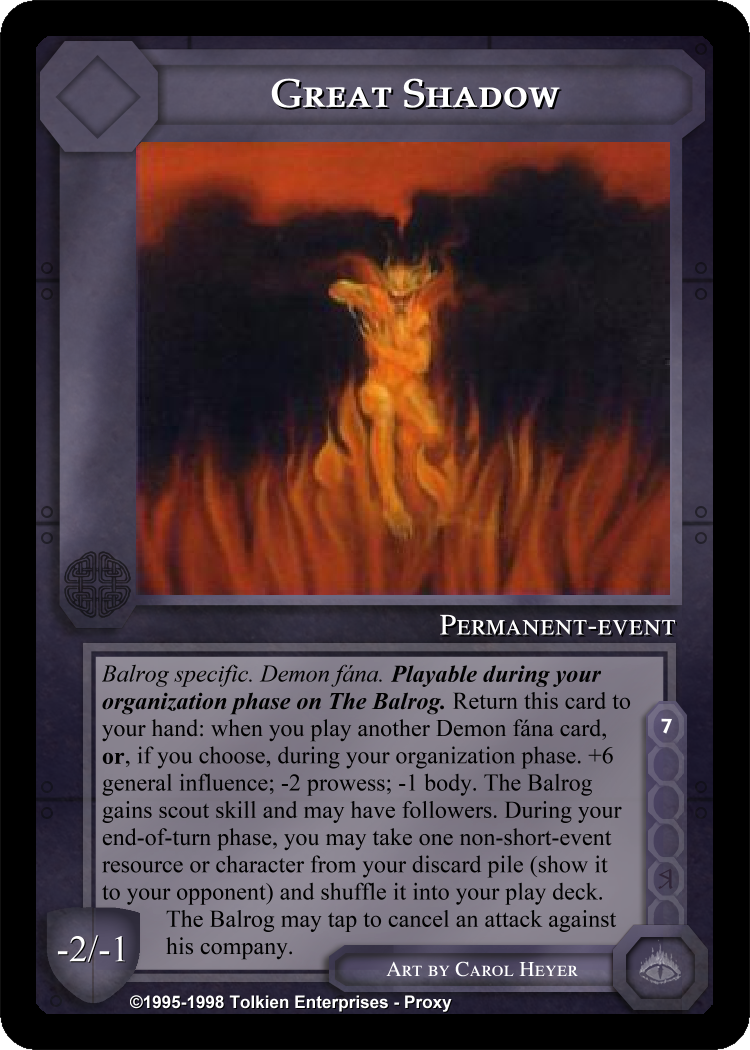 Great Shadow
Permanent-event
Balrog specific. Demon fána. Playable during your
organization phase on The Balrog. Return this card to
your hand: when you play another Demon fána card,
or, if you choose, during your organization phase. +6
general influence; -2 prowess; -1 body. The Balrog
gains scout skill and may have followers. During your
end-of-turn phase, you may take one non-short-event
resource or character from your discard pile (show it
to your opponent) and shuffle it into your play deck.
The Balrog may tap to cancel an attack against
his company.
7
-2/-1
Art by Carol Heyer
©1995-1998 Tolkien Enterprises - Proxy